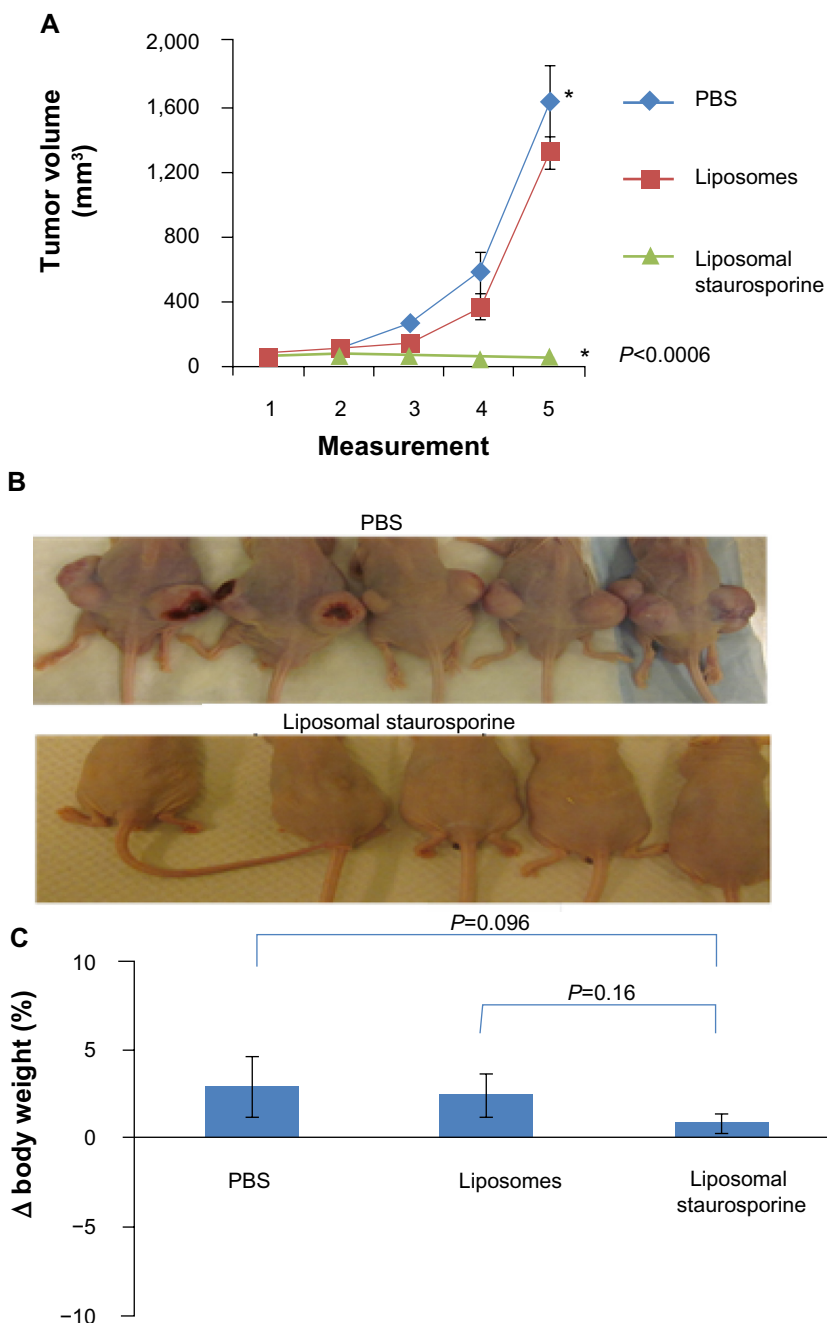 A
2,000
1,600
1,200
800
400
0
Tumor volume
(mm³)
1 2 3 4 5
Measurement
*
*
P<0.0006
PBS
Liposomes
Liposomal
staurosporine
B
PBS
Liposomal staurosporine
C
P=0.096
P=0.16
10
5
0
−5
−10
Δ body weight (%)
PBS
Liposomes
Liposomal
staurosporine